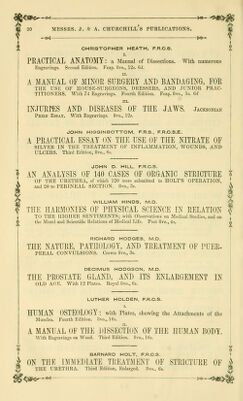 20 MESSRS. J. & A. CHURCHILL'S PUBLICATIONS.
CHRISTOPHER HEATH, F.R.C.S.
I.
PRACTICAL ANATOMY: a Manual of Dissections. With numerous
Engravings. Second Edition. Fcap. 8vo., 12s. 6d.
II.
A MANUAL OF MINOR SURGERY AND BANDAGING, FOR
THE USE OF HOUSE-SURGEONS, DRESSERS, AND JUNIOR PRAC-
TITIONERS. With Engravings. Fourth Edition. Fcap. 8vo.,
III.
INJURIES AND DISEASES OF THE JAWS. JACKSONIAN
PRIZE ESSAY. With Engravings. 8vo., 12s.
JOHN HIGGINBOTTOM, F.R.S., F.R.C.S.E.
A PRACTICAL ESSAY ON THE USE OF THE NITRATE OF
SILVER IN THE TREATMENT OF INFLAMMATION, WOUNDS, AND
ULCERS. Third Edition, 8vo., 6s.
JOHN D. HILL, F.R.C.S.
AN ANALYSIS OF 140 CASES OF ORGANIC STRICTURE
OF THE URETHRA, of which 120 were submitted to HOLT'S OPERATION,
and 20 to PERINEAL SECTION. 8vo., 3s.
WILLIAM HINDS, M.D.
THE HARMONIES OF PHYSICAL SCIENCE IN RELATION
TO THE HIGHER SENTIMENTS; with Observations on Medical Studies, and on
the Moral and Scientific Relations of Medical Life. Post 8vo.,
RICHARD HODGES, M.D.
THE NATURE, PATHOLOGY, AND TREATMENT OF PUER-
PERAL CONVULSIONS. Crown 8vo., 3s.
DECIMUS HODGSON, M.D.
THE PROSTATE GLAND, AND ITS ENLARGEMENT IN
OLD AGE. With 12 Plates. Royal 8vo., 6s.
LUTHER HOLDEN, F.R.C.S.
I.
HUMAN OSTEOLOGY: with Plates, showing the Attachments of the
Muscles. Fourth Edition. 8vo., 16s.
II.
A MANUAL OF THE DISSECTION OF THE HUMAN BODY.
With Engravings on Wood. Third Edition. 8vo., 16s.
BARNARD HOLT, F.R.C.S.
ON THE IMMEDIATE TREATMENT OF STRICTURE OF
THE URETHRA. Third Edition, Enlarged. 8vo., 6s.